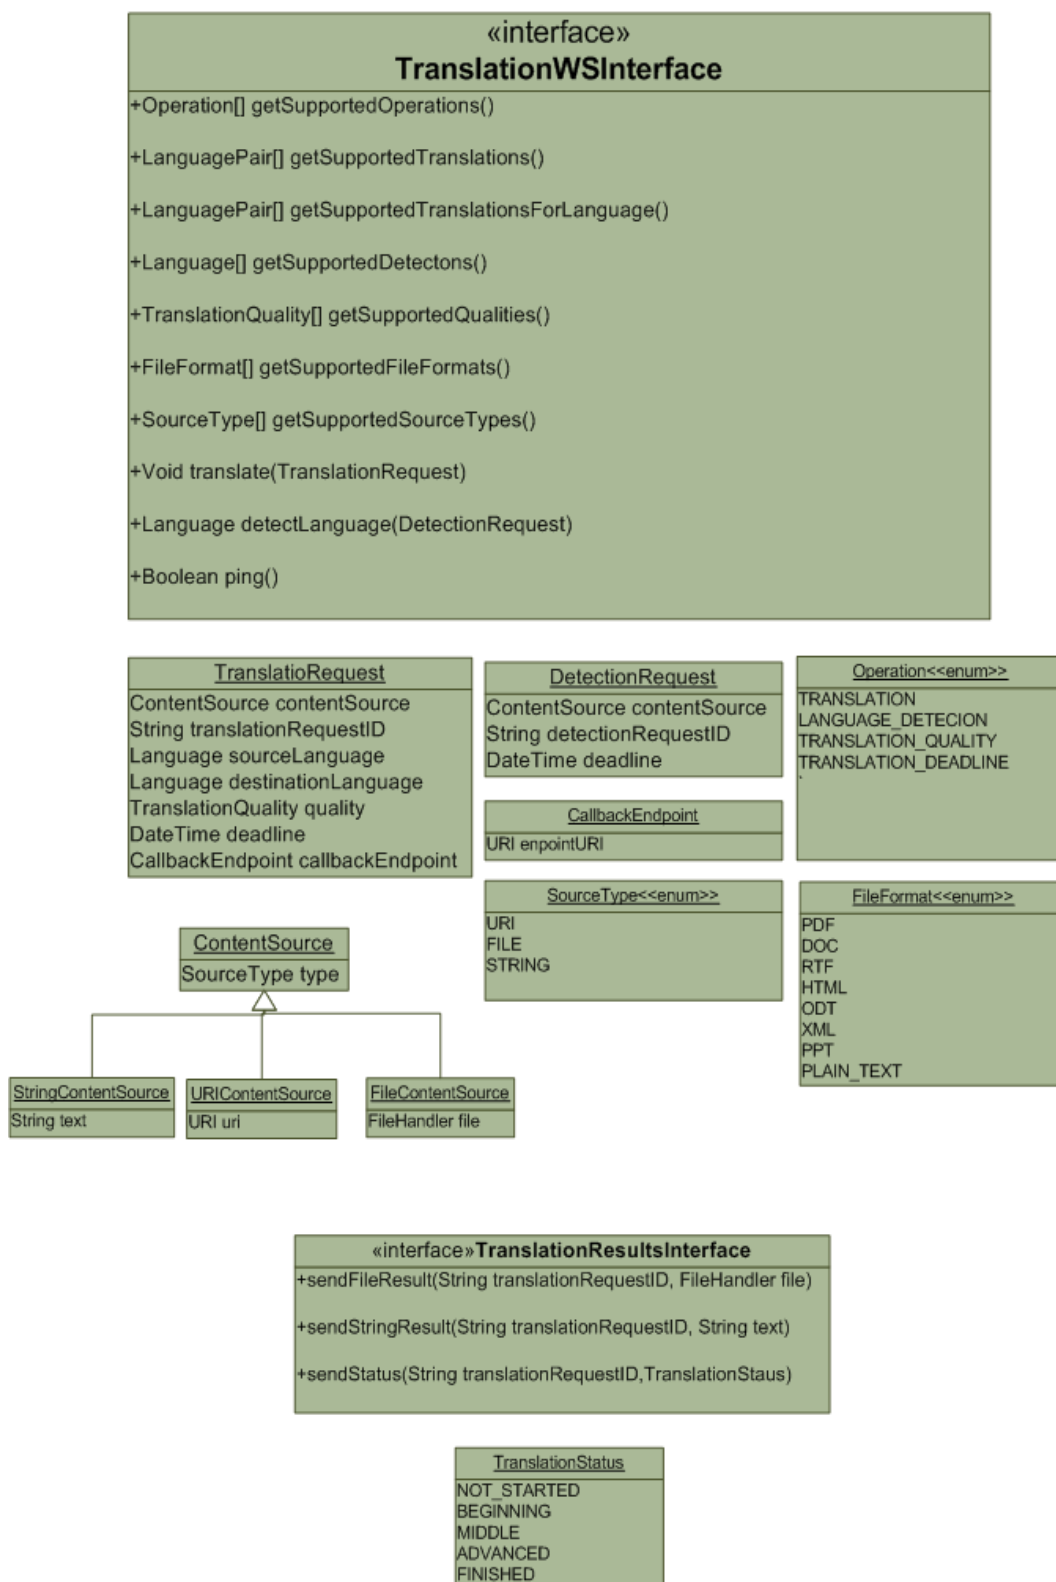 «interface»
TranslationWSInterface
+Operation[] getSupportedOperations()
+LanguagePair[] getSupportedTranslations()
+LanguagePair[] getSupportedTranslationsForLanguage()
+Language[] getSupportedDetectons()
+TranslationQuality[] getSupportedQualities()
+FileFormat[] getSupportedFileFormats()
+SourceType[] getSupportedSourceTypes()
+Void translate(TranslationRequest)
+Language detectLanguage(DetectionRequest)
+Boolean ping()
TranslatioRequest
ContentSource contentSource
String translationRequestID
Language sourceLanguage
Language destinationLanguage
TranslationQuality quality
DateTime deadline
CallbackEndpoint callbackEndpoint
DetectionRequest
ContentSource contentSource
String detectionRequestID
DateTime deadline
Operation<<enum>>
TRANSLATION
LANGUAGE_DETECION
TRANSLATION_QUALITY
TRANSLATION_DEADLINE
`
CallbackEndpoint
URI enpointURI
SourceType<<enum>>
URI
FILE
STRING
FileFormat<<enum>>
PDF
DOC
RTF
HTML
ODT
XML
PPT
PLAIN_TEXT
ContentSource
SourceType type
StringContentSource
String text
URIContentSource
URI uri
FileContentSource
FileHandler file
«interface»TranslationResultsInterface
+sendFileResult(String translationRequestID, FileHandler file)
+sendStringResult(String translationRequestID, String text)
+sendStatus(String translationRequestID,TranslationStaus)
TranslationStatus
NOT_STARTED
BEGINNING
MIDDLE
ADVANCED
FINISHED